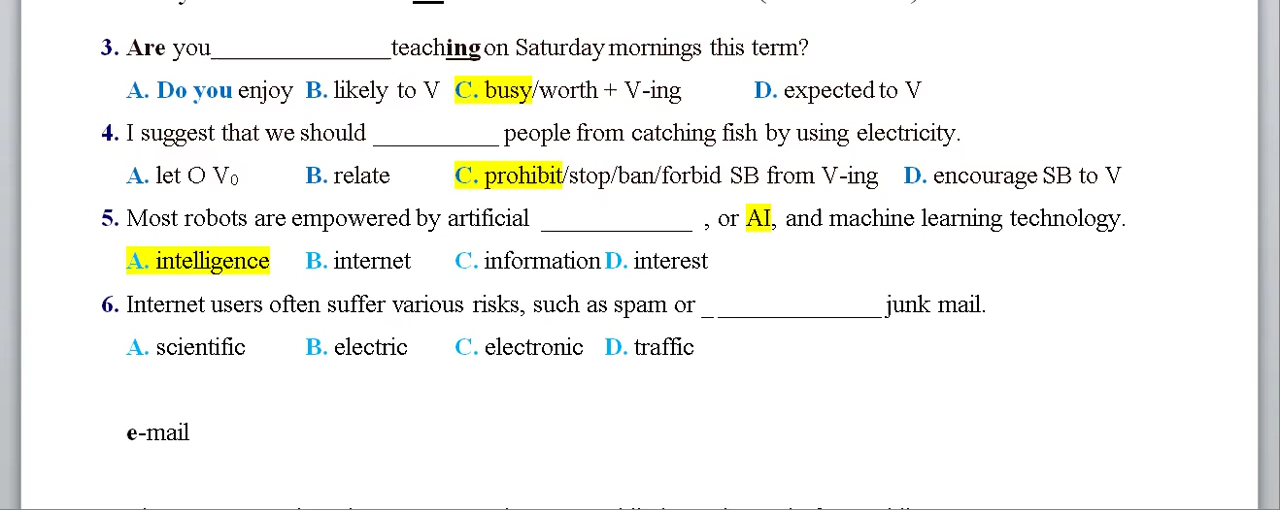 3. Are you______________teaching on Saturday mornings this term?
A. Do you enjoy B. likely to V C. busy/worth + V-ing D. expected to V
4. I suggest that we should __________ people from catching fish by using electricity.
A. let O V₀ B. relate C. prohibit/stop/ban/forbid SB from V-ing D. encourage SB to V
5. Most robots are empowered by artificial ____________ , or AI, and machine learning technology.
A. intelligence B. internet C. information D. interest
6. Internet users often suffer various risks, such as spam or _ _____________ junk mail.
A. scientific B. electric C. electronic D. traffic
e-mail